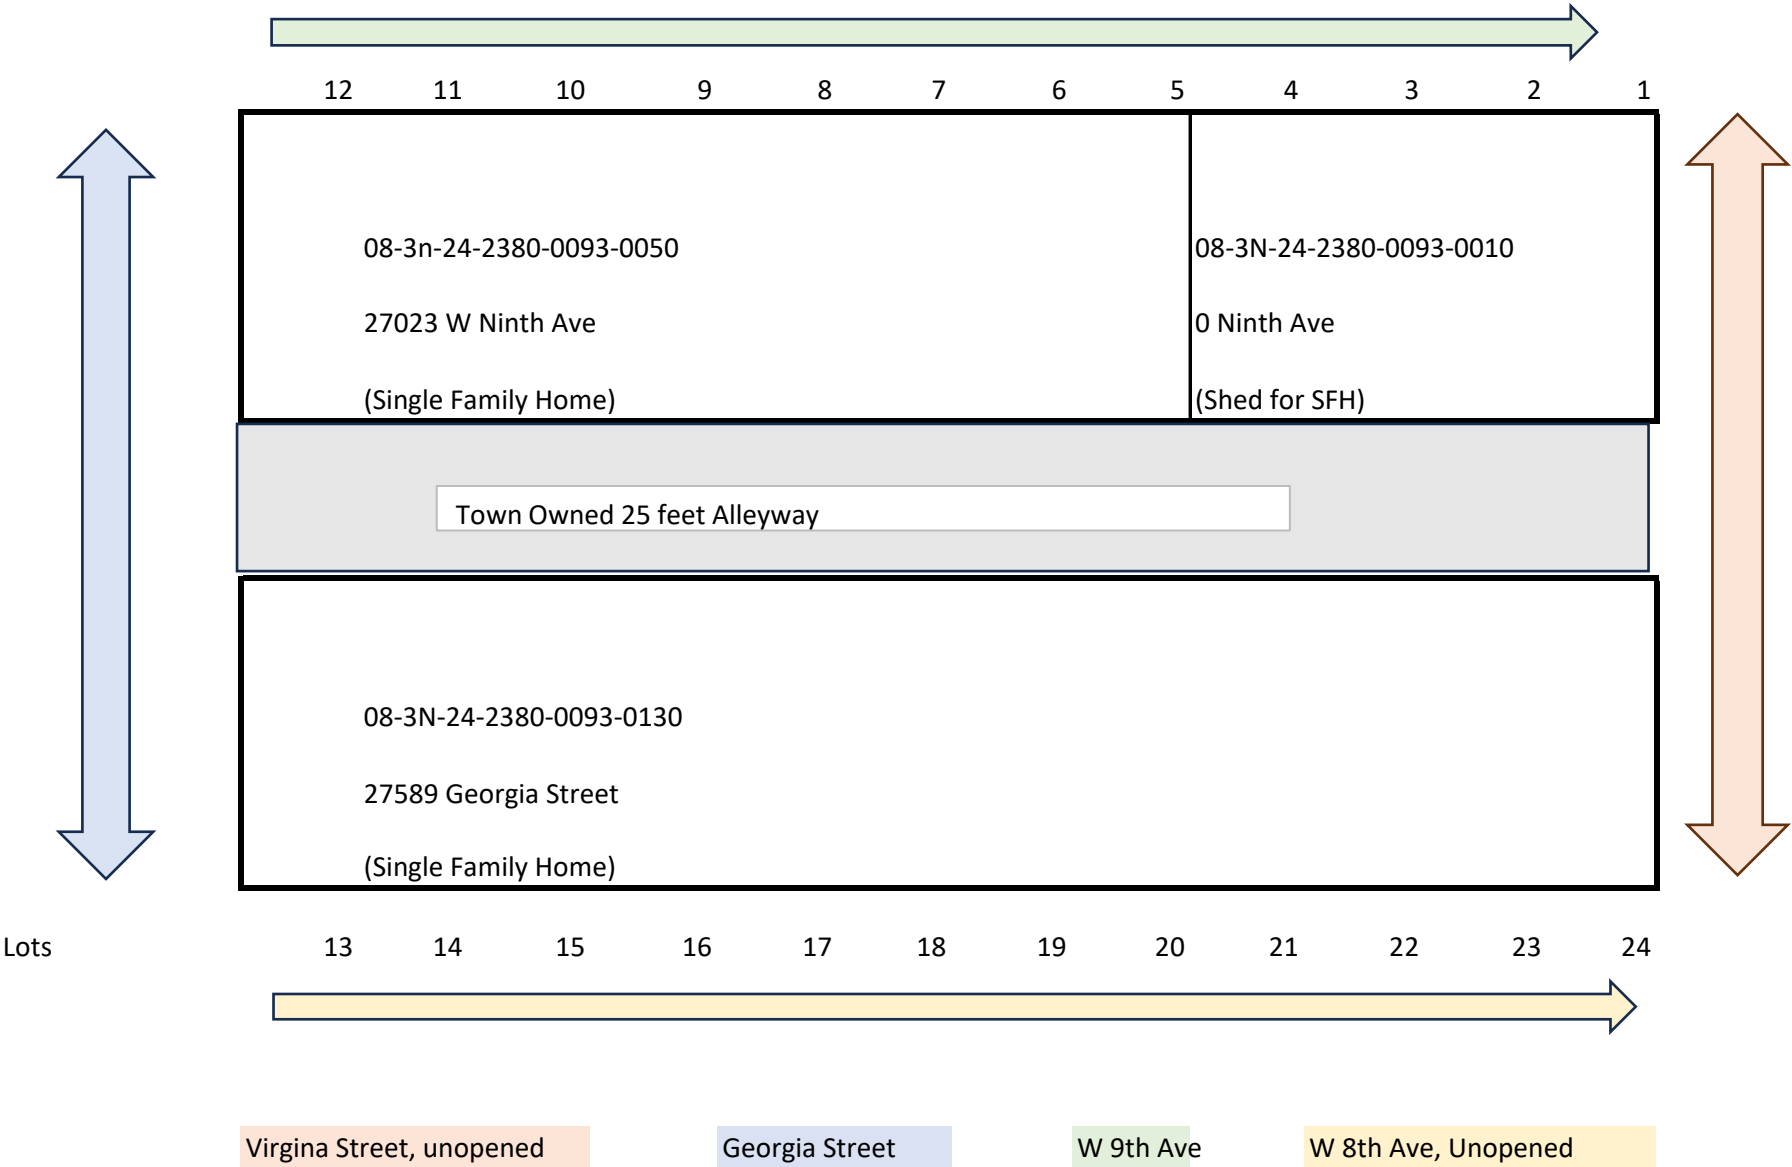 12 11 10 9 8 7 6 5 4 3 2 1
08-3n-24-2380-0093-0050 08-3N-24-2380-0093-0010
27023 W Ninth Ave 0 Ninth Ave
(Single Family Home) (Shed for SFH)
Town Owned 25 feet Alleyway
08-3N-24-2380-0093-0130
27589 Georgia Street
(Single Family Home)
Lots 13 14 15 16 17 18 19 20 21 22 23 24
Virgina Street, unopened Georgia Street W 9th Ave W 8th Ave, Unopened